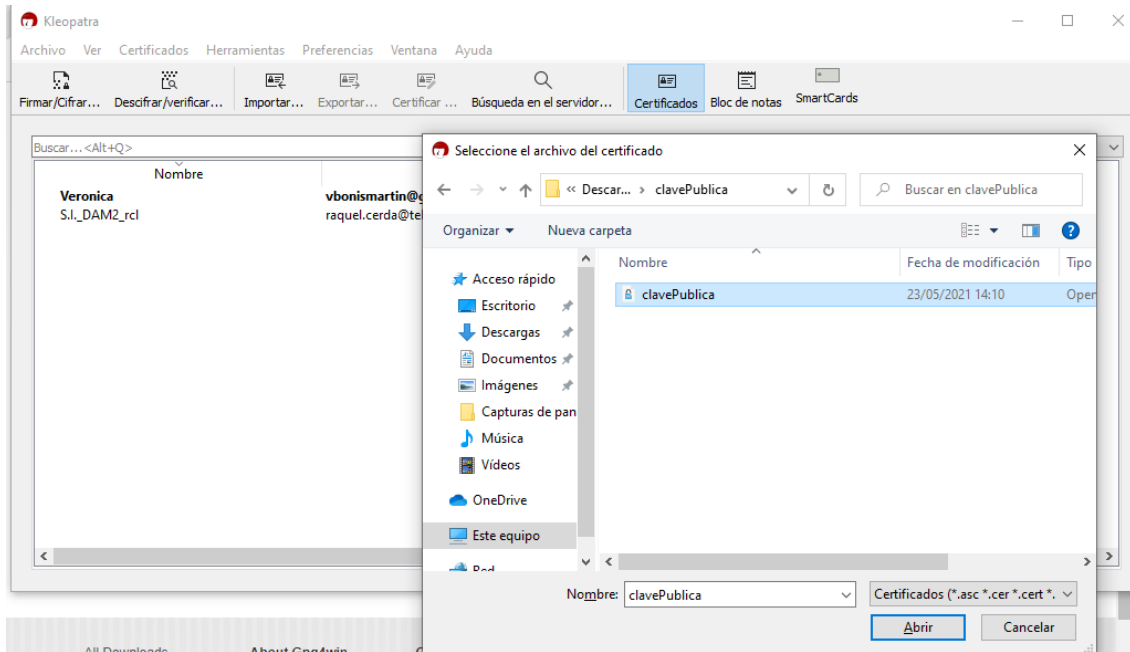 Kleopatra
Archivo Ver Certificados Herramientas Preferencias Ventana Ayuda
Firmar/Cifrar... Descifrar/verificar... Importar... Exportar... Certificar ... Búsqueda en el servidor... Certificados Bloc de notas SmartCards
Buscar...<Alt+Q>
Nombre
Veronica vbonismartin@g
S.I._DAM2_rcl raquel.cerda@tel
Seleccione el archivo del certificado
« Descar... › clavePublica
Buscar en clavePublica
Organizar Nueva carpeta
Nombre Fecha de modificación Tipo
clavePublica 23/05/2021 14:10 Open
Acceso rápido
Escritorio
Descargas
Documentos
Imágenes
Capturas de pan
Música
Vídeos
OneDrive
Este equipo
Red
Nombre: clavePublica Certificados (*.asc *.cer *.cert *.
Abrir Cancelar
All Downloads About Gpg4win